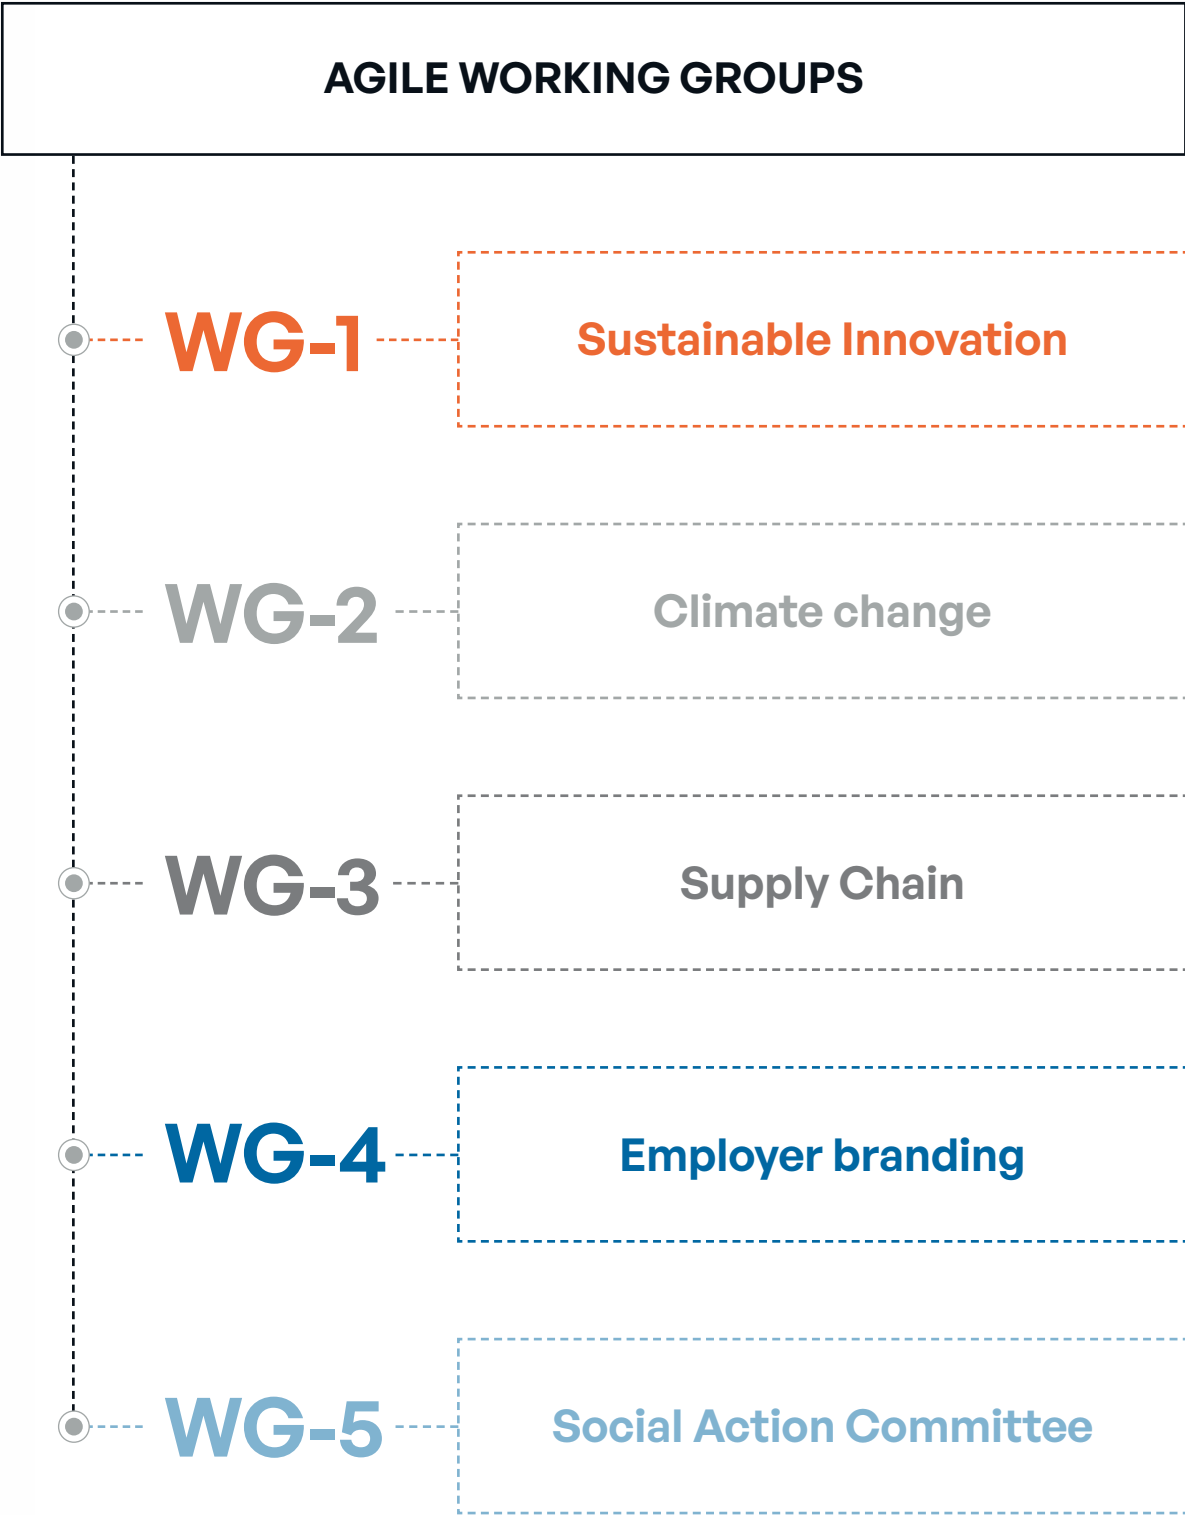 AGILE WORKING GROUPS
WG-1 Sustainable Innovation
WG-2 Climate change
WG-3 Supply Chain
WG-4 Employer branding
WG-5 Social Action Committee